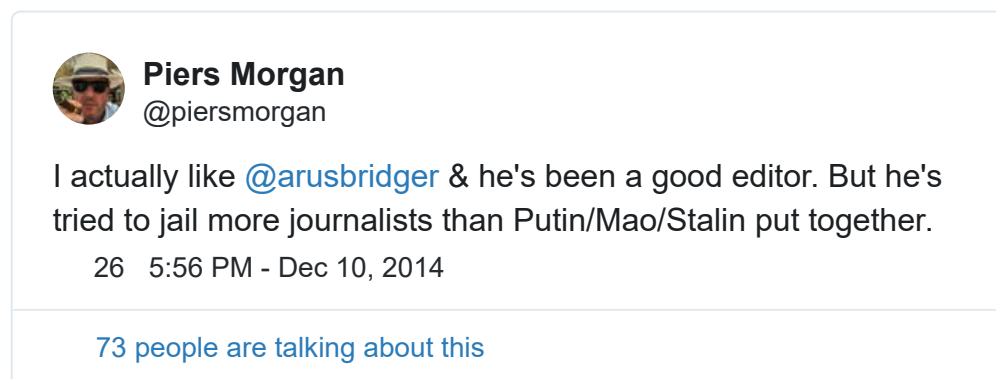 Piers Morgan
@piersmorgan
I actually like @arusbridger & he's been a good editor. But he's
tried to jail more journalists than Putin/Mao/Stalin put together.
26 5:56 PM - Dec 10, 2014
73 people are talking about this